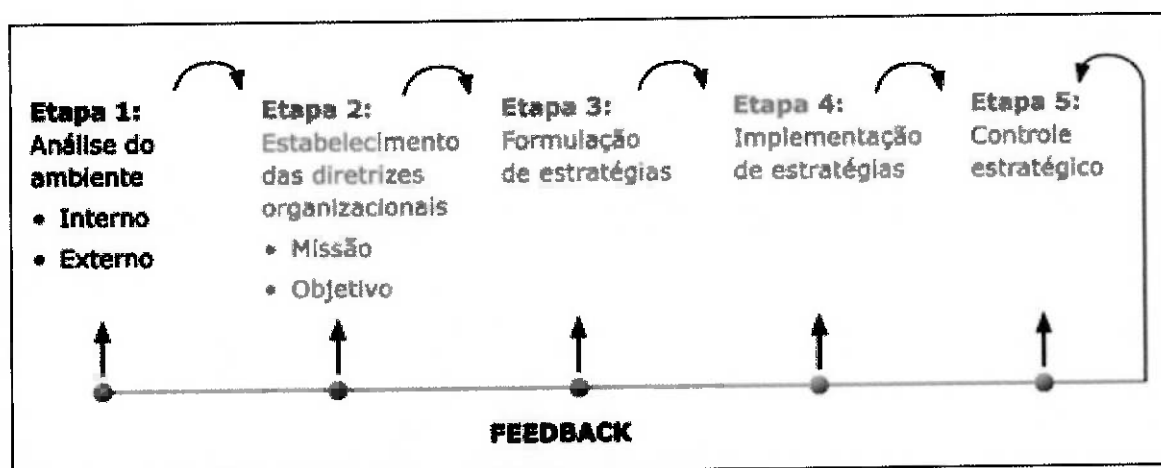 Etapa 1:
Análise do
ambiente
• Interno
• Externo
Etapa 2:
Estabelecimento
das diretrizes
organizacionais
• Missão
• Objetivo
Etapa 3:
Formulação
de estratégias
Etapa 4:
Implementação
de estratégias
Etapa 5:
Controle
estratégico
FEEDBACK